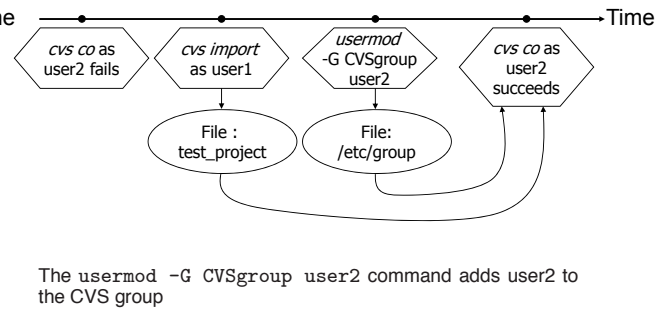 ne
Time
cvs co as
user2 fails
cvs import
as user1
usermod
-G CVSgroup
user2
cvs co as
user2
succeeds
File :
test_project
File:
/etc/group
The usermod -G CVSgroup user2 command adds user2 to
the CVS group